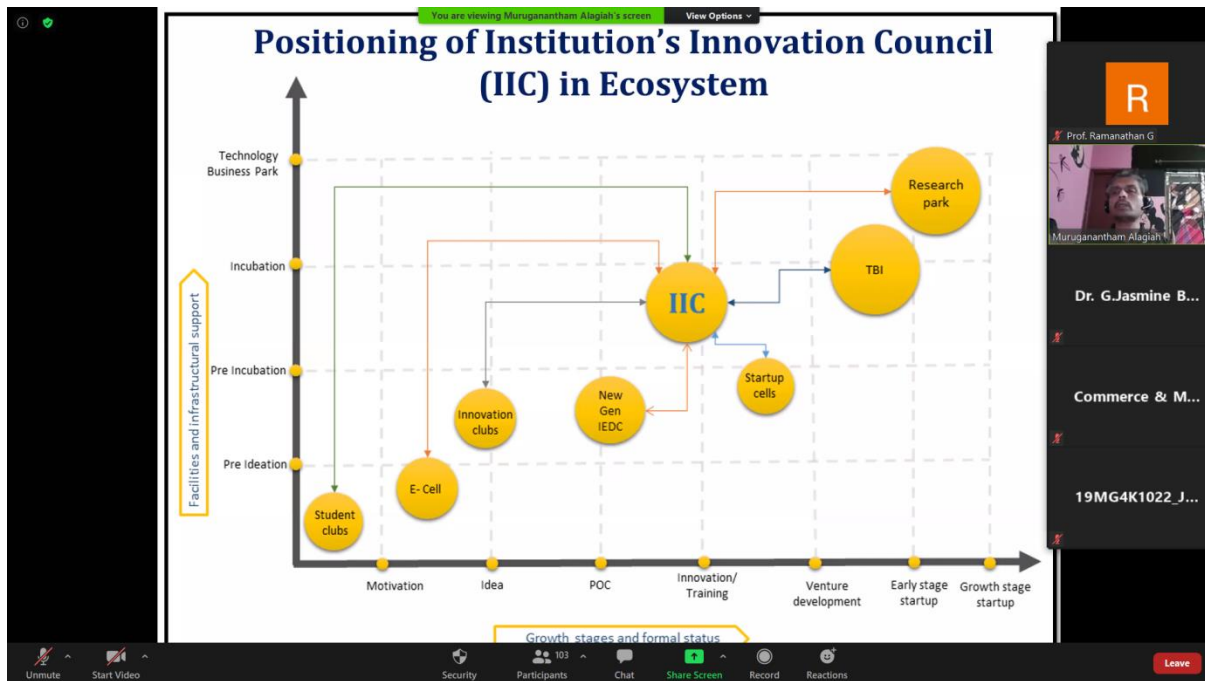 You are viewing Muruganantham Alagiah's screen
View Options
Positioning of Institution's Innovation Council
(IIC) in Ecosystem
Technology
Business Park
Incubation
Pre Incubation
Pre Ideation
Facilities and infrastructural support
Research
park
TBI
IIC
Startup
cells
New
Gen
IEDC
Innovation
clubs
E- Cell
Student
clubs
Motivation
Idea
POC
Innovation/
Training
Venture
development
Early stage
startup
Growth stage
startup
Growth stages and formal status
R
Prof. Ramanathan G
Muruganantham Alagiah
Dr. G.Jasmine B...
Commerce & M...
19MG4K1022_J...
Unmute
Start Video
Security
103
Participants
Chat
Share Screen
Record
Reactions
Leave